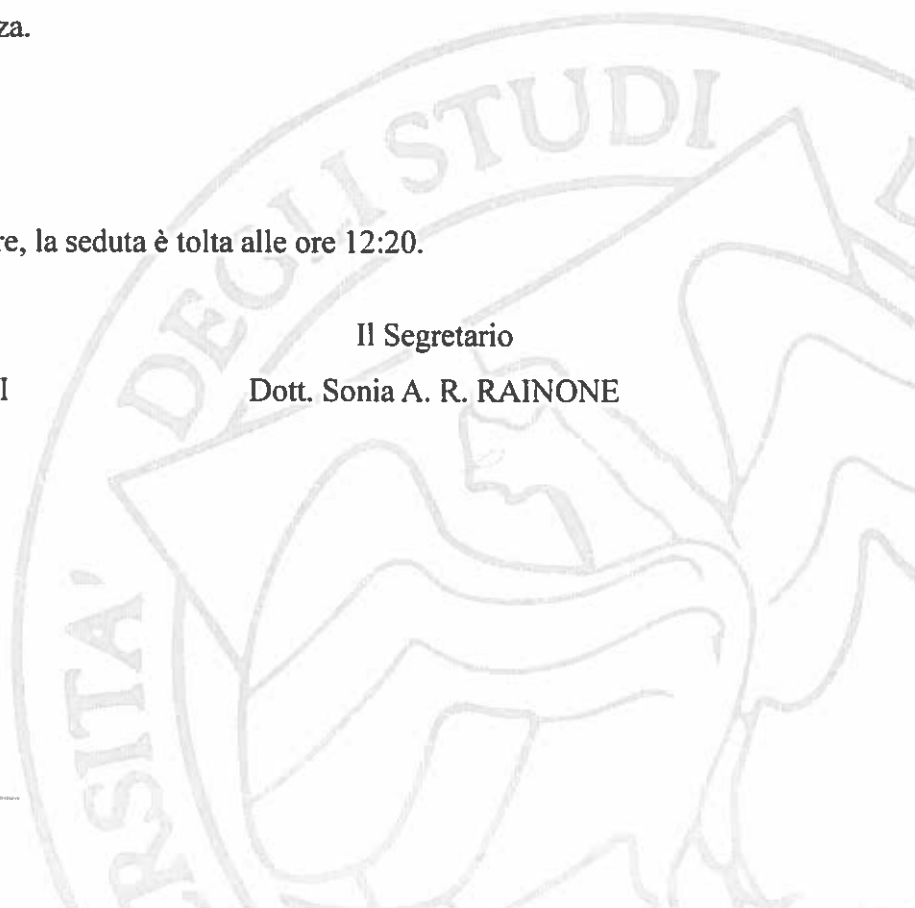 za.
re, la seduta è tolta alle ore 12:20.
Il Segretario
I Dott. Sonia A. R. RAINONE
DEGLI STUDI
RSITA'